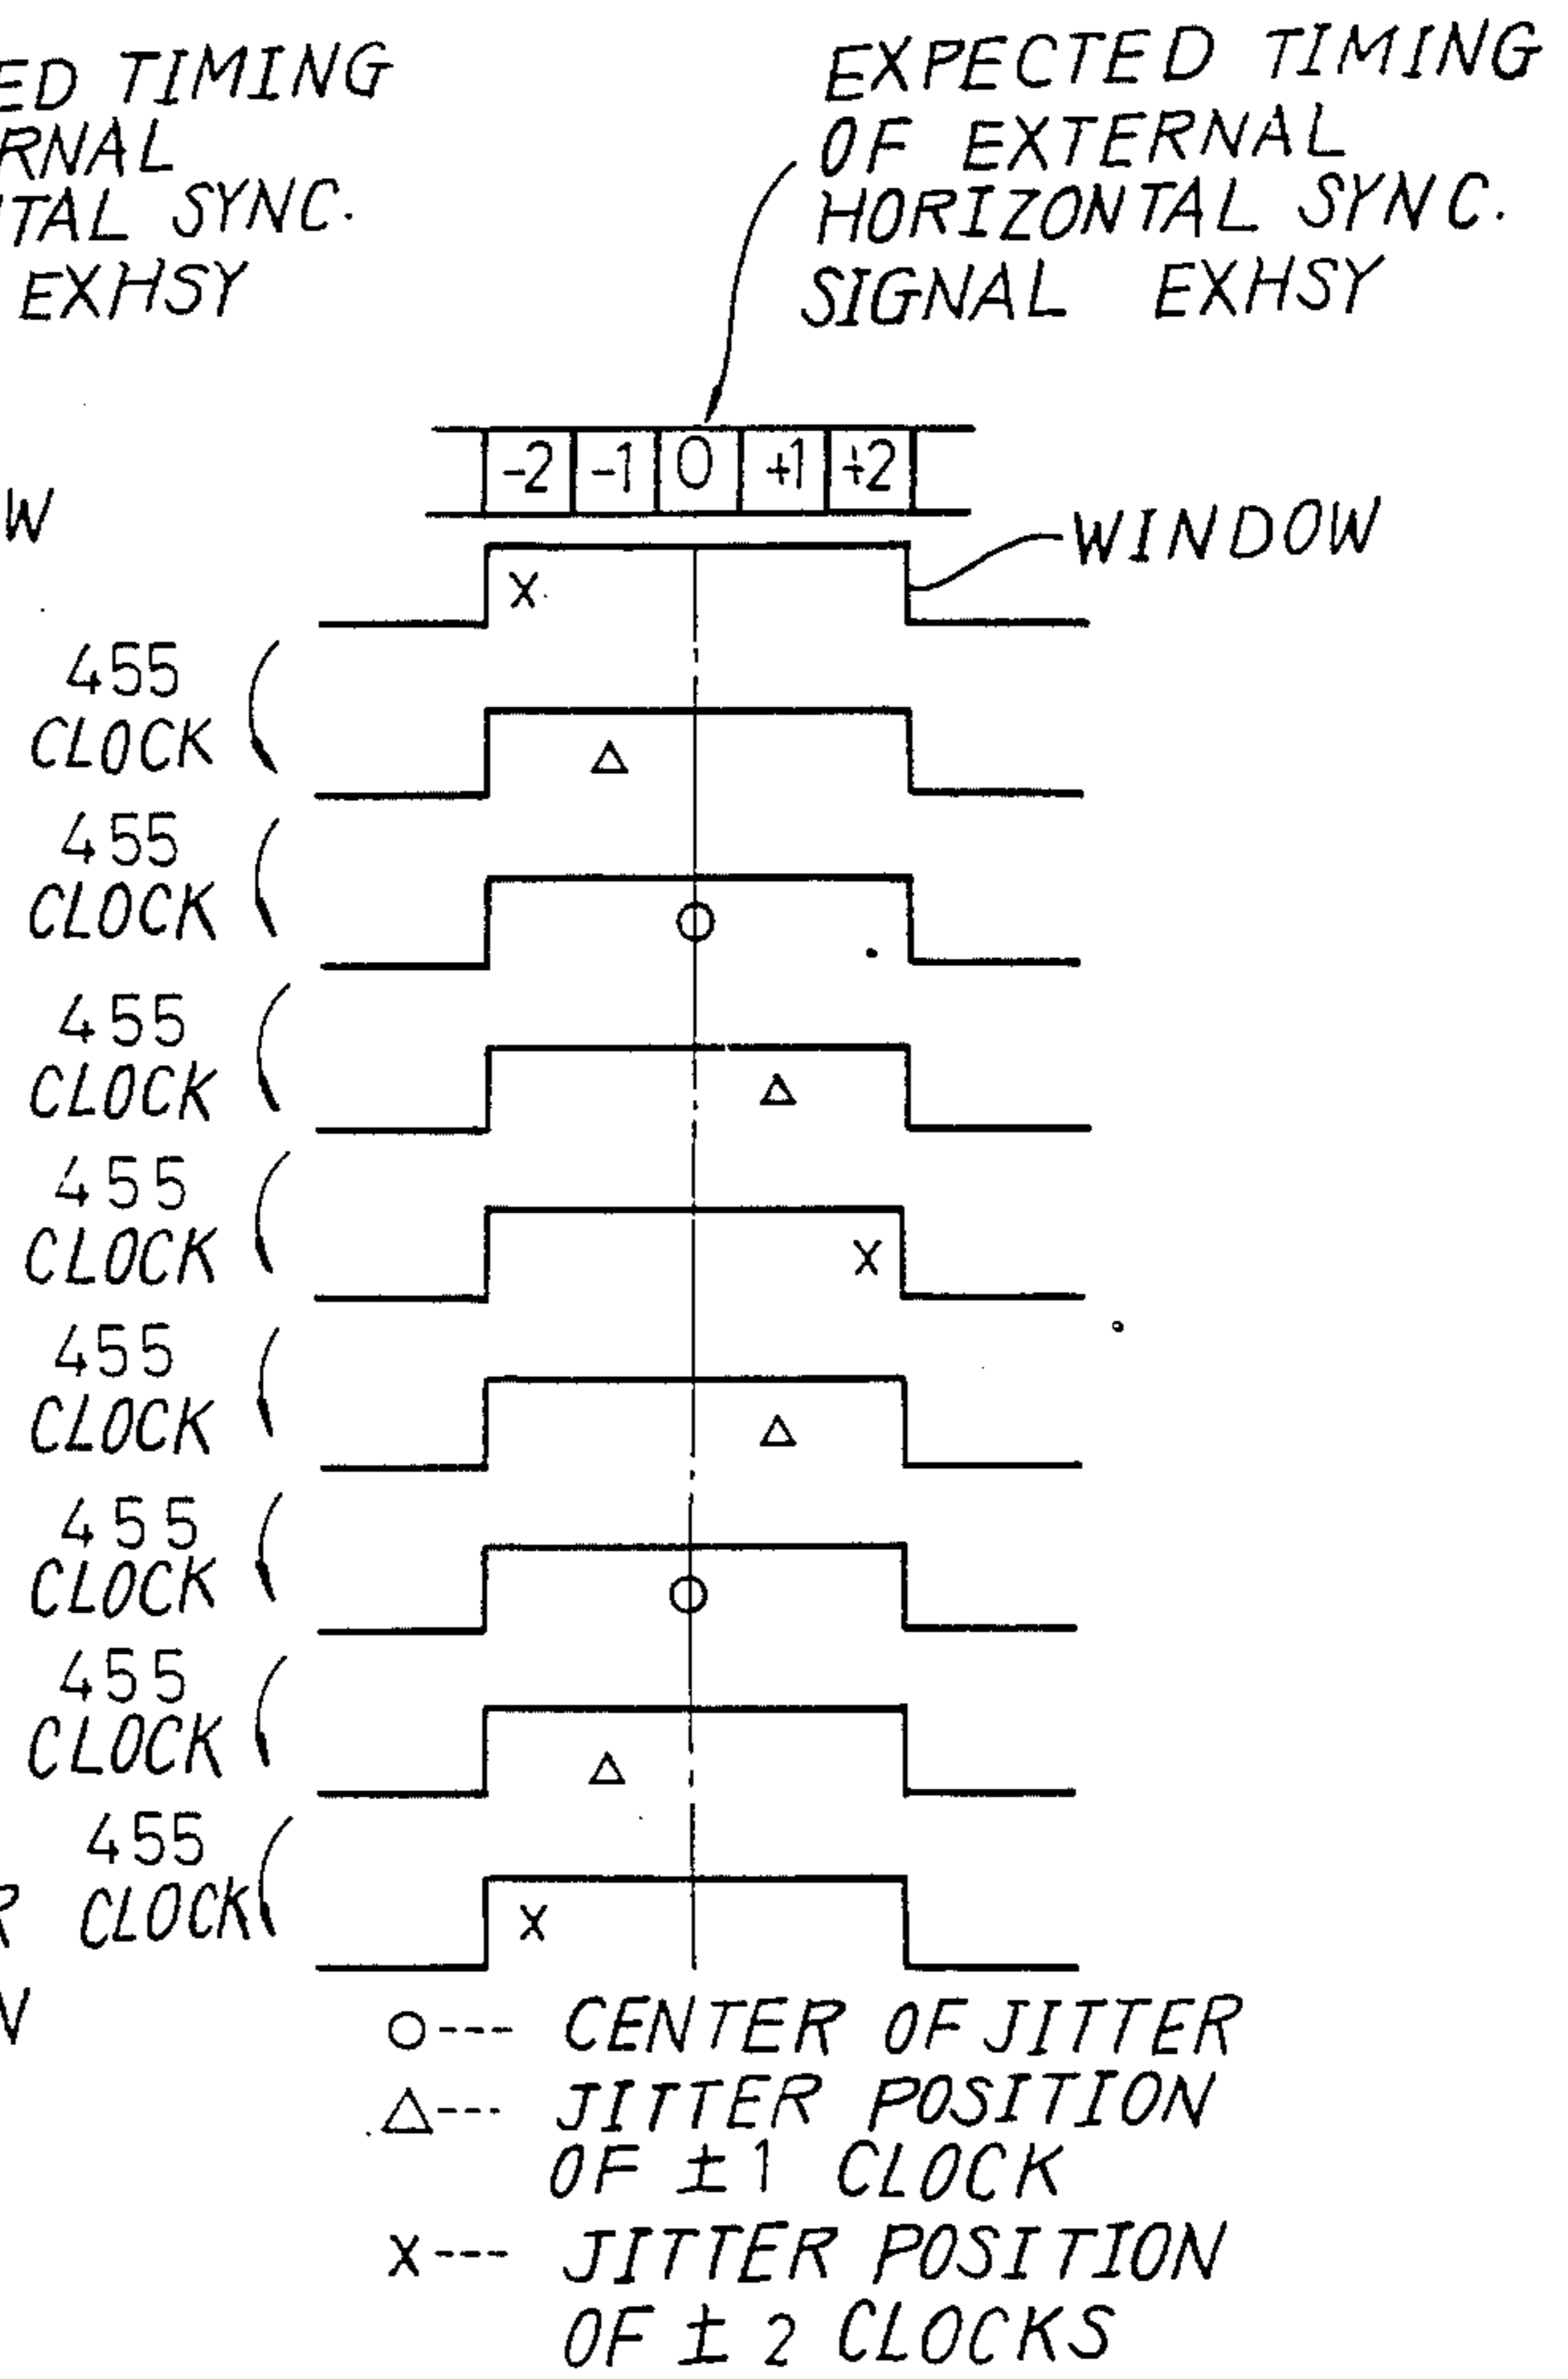 ED TIMING
RNAL
TAL SYNC.
EXHSY
EXPECTED TIMING
OF EXTERNAL
HORIZONTAL SYNC.
SIGNAL EXHSY
-2 -1 0 +1 +2
W
WINDOW
X
455
CLOCK
455
CLOCK
455
CLOCK
455
CLOCK
X
455
CLOCK
455
CLOCK
455
CLOCK
455
CLOCK
R
X
N
O--- CENTER OF JITTER
△--- JITTER POSITION
OF ±1 CLOCK
X--- JITTER POSITION
OF ±2 CLOCKS